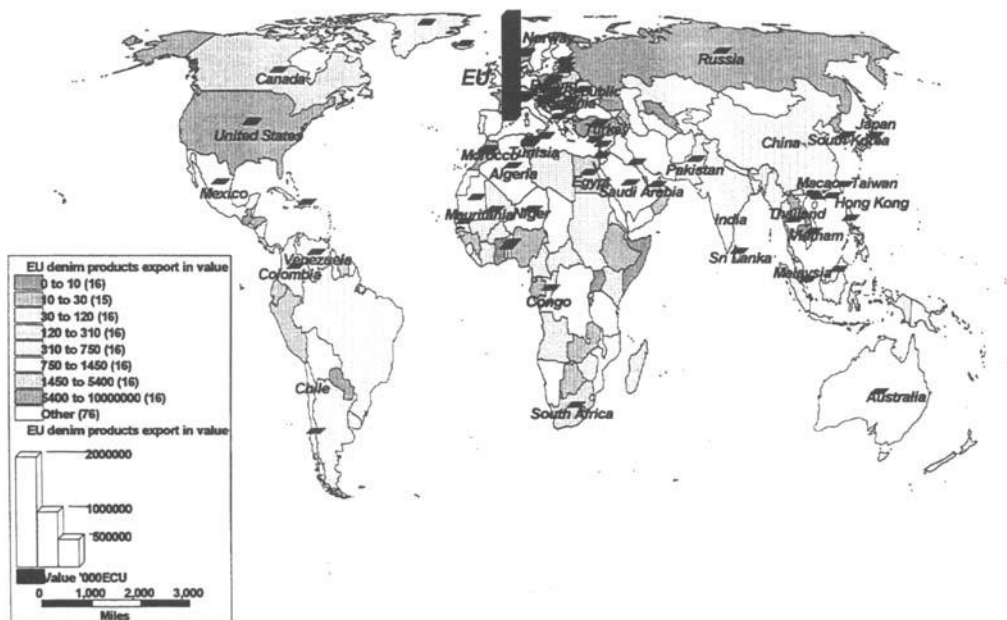 Norway
EU
Russia
Canada
Republic
United States
Turkey
Japan
South Korea
China
Morocco
Tunisia
Algeria
Pakistan
Egypt
Saudi Arabia
Mexico
Macao
Taiwan
Hong Kong
Mauritania
Niger
India
Thailand
Vietnam
Sri Lanka
Venezuela
Colombia
Malaysia
Congo
Chile
South Africa
Australia
EU denim products export in value
0 to 10 (16)
10 to 30 (15)
30 to 120 (16)
120 to 310 (16)
310 to 750 (16)
750 to 1450 (16)
1450 to 5400 (16)
5400 to 10000000 (16)
Other (76)
EU denim products export in value
2000000
1000000
500000
Value '000ECU
0 1,000 2,000 3,000
Miles